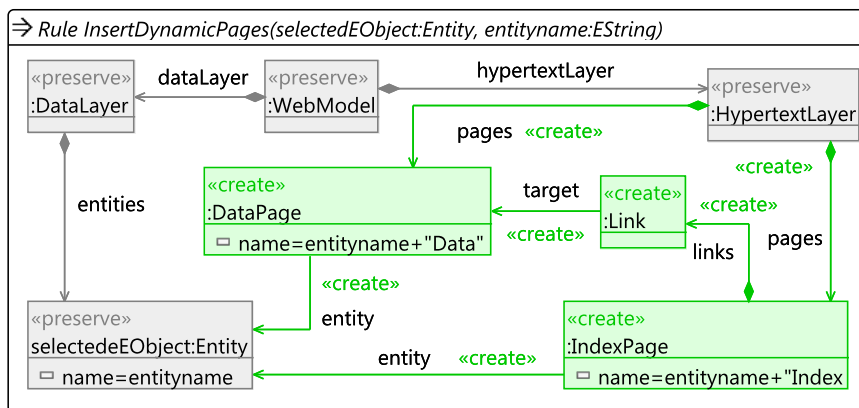 Rule InsertDynamicPages(selectedEObject:Entity, entityname:EString)
«preserve»
:DataLayer
dataLayer
«preserve»
:WebModel
hypertextLayer
«preserve»
:HypertextLayer
pages «create»
«create»
entities
«create»
:DataPage
name=entityname+"Data"
target
«create»
«create»
:Link
«create»
links
pages
«create»
entity
«preserve»
selectedeEObject:Entity
name=entityname
entity «create»
«create»
:IndexPage
name=entityname+"Index